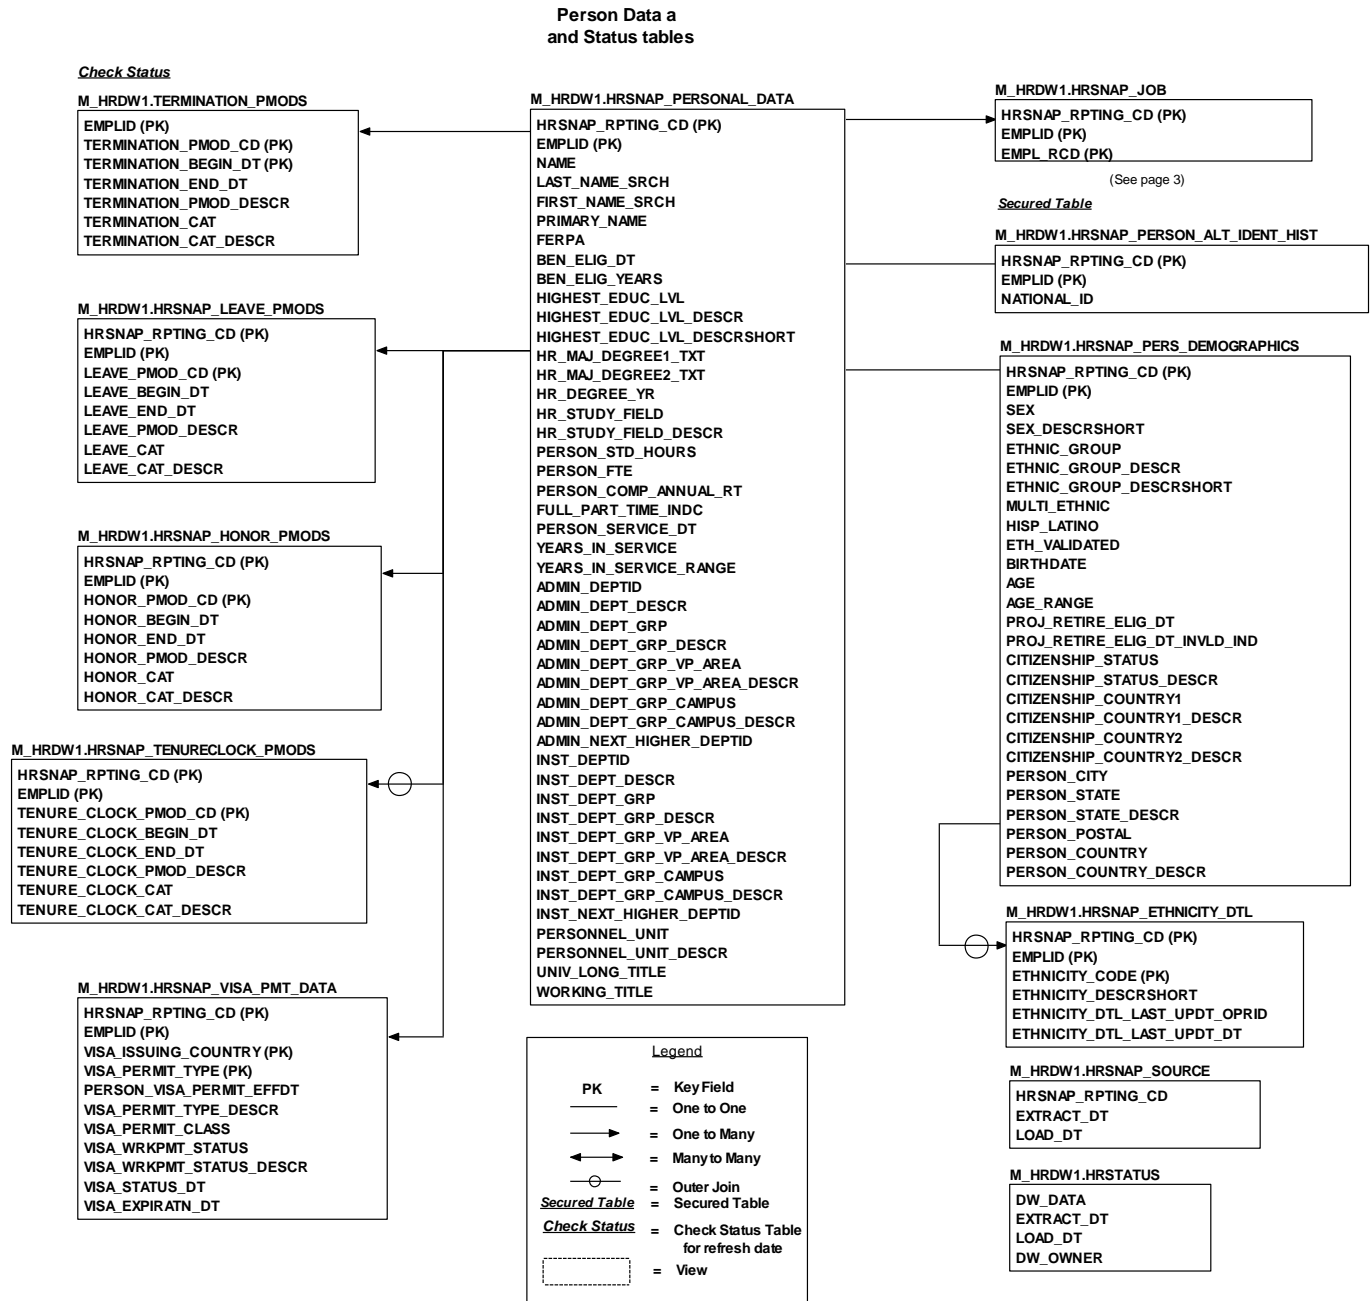 Person Data a
and Status tables
Check Status
M_HRDW1.TERMINATION_PMODS
EMPLID (PK)
TERMINATION_PMOD_CD (PK)
TERMINATION_BEGIN_DT (PK)
TERMINATION_END_DT
TERMINATION_PMOD_DESCR
TERMINATION_CAT
TERMINATION_CAT_DESCR
M_HRDW1.HRSNAP_LEAVE_PMODS
HRSNAP_RPTING_CD (PK)
EMPLID (PK)
LEAVE_PMOD_CD (PK)
LEAVE_BEGIN_DT
LEAVE_END_DT
LEAVE_PMOD_DESCR
LEAVE_CAT
LEAVE_CAT_DESCR
M_HRDW1.HRSNAP_HONOR_PMODS
HRSNAP_RPTING_CD (PK)
EMPLID (PK)
HONOR_PMOD_CD (PK)
HONOR_BEGIN_DT
HONOR_END_DT
HONOR_PMOD_DESCR
HONOR_CAT
HONOR_CAT_DESCR
M_HRDW1.HRSNAP_TENURECLOCK_PMODS
HRSNAP_RPTING_CD (PK)
EMPLID (PK)
TENURE_CLOCK_PMOD_CD (PK)
TENURE_CLOCK_BEGIN_DT
TENURE_CLOCK_END_DT
TENURE_CLOCK_PMOD_DESCR
TENURE_CLOCK_CAT
TENURE_CLOCK_CAT_DESCR
M_HRDW1.HRSNAP_VISA_PMT_DATA
HRSNAP_RPTING_CD (PK)
EMPLID (PK)
VISA_ISSUING_COUNTRY (PK)
VISA_PERMIT_TYPE (PK)
PERSON_VISA_PERMIT_EFFDT
VISA_PERMIT_TYPE_DESCR
VISA_PERMIT_CLASS
VISA_WRKPMT_STATUS
VISA_WRKPMT_STATUS_DESCR
VISA_STATUS_DT
VISA_EXPIRATN_DT
M_HRDW1.HRSNAP_PERSONAL_DATA
HRSNAP_RPTING_CD (PK)
EMPLID (PK)
NAME
LAST_NAME_SRCH
FIRST_NAME_SRCH
PRIMARY_NAME
FERPA
BEN_ELIG_DT
BEN_ELIG_YEARS
HIGHEST_EDUC_LVL
HIGHEST_EDUC_LVL_DESCR
HIGHEST_EDUC_LVL_DESCRSHORT
HR_MAJ_DEGREE1_TXT
HR_MAJ_DEGREE2_TXT
HR_DEGREE_YR
HR_STUDY_FIELD
HR_STUDY_FIELD_DESCR
PERSON_STD_HOURS
PERSON_FTE
PERSON_COMP_ANNUAL_RT
FULL_PART_TIME_INDC
PERSON_SERVICE_DT
YEARS_IN_SERVICE
YEARS_IN_SERVICE_RANGE
ADMIN_DEPTID
ADMIN_DEPT_DESCR
ADMIN_DEPT_GRP
ADMIN_DEPT_GRP_DESCR
ADMIN_DEPT_GRP_VP_AREA
ADMIN_DEPT_GRP_VP_AREA_DESCR
ADMIN_DEPT_GRP_CAMPUS
ADMIN_DEPT_GRP_CAMPUS_DESCR
ADMIN_NEXT_HIGHER_DEPTID
INST_DEPTID
INST_DEPT_DESCR
INST_DEPT_GRP
INST_DEPT_GRP_DESCR
INST_DEPT_GRP_VP_AREA
INST_DEPT_GRP_VP_AREA_DESCR
INST_DEPT_GRP_CAMPUS
INST_DEPT_GRP_CAMPUS_DESCR
INST_NEXT_HIGHER_DEPTID
PERSONNEL_UNIT
PERSONNEL_UNIT_DESCR
UNIV_LONG_TITLE
WORKING_TITLE
Legend
PK = Key Field
= One to One
= One to Many
= Many to Many
= Outer Join
Secured Table = Secured Table
Check Status = Check Status Table
for refresh date
= View
M_HRDW1.HRSNAP_JOB
HRSNAP_RPTING_CD (PK)
EMPLID (PK)
EMPL_RCD (PK)
(See page 3)
Secured Table
M_HRDW1.HRSNAP_PERSON_ALT_IDENT_HIST
HRSNAP_RPTING_CD (PK)
EMPLID (PK)
NATIONAL_ID
M_HRDW1.HRSNAP_PERS_DEMOGRAPHICS
HRSNAP_RPTING_CD (PK)
EMPLID (PK)
SEX
SEX_DESCRSHORT
ETHNIC_GROUP
ETHNIC_GROUP_DESCR
ETHNIC_GROUP_DESCRSHORT
MULTI_ETHNIC
HISP_LATINO
ETH_VALIDATED
BIRTHDATE
AGE
AGE_RANGE
PROJ_RETIRE_ELIG_DT
PROJ_RETIRE_ELIG_DT_INVLD_IND
CITIZENSHIP_STATUS
CITIZENSHIP_STATUS_DESCR
CITIZENSHIP_COUNTRY1
CITIZENSHIP_COUNTRY1_DESCR
CITIZENSHIP_COUNTRY2
CITIZENSHIP_COUNTRY2_DESCR
PERSON_CITY
PERSON_STATE
PERSON_STATE_DESCR
PERSON_POSTAL
PERSON_COUNTRY
PERSON_COUNTRY_DESCR
M_HRDW1.HRSNAP_ETHNICITY_DTL
HRSNAP_RPTING_CD (PK)
EMPLID (PK)
ETHNICITY_CODE (PK)
ETHNICITY_DESCRSHORT
ETHNICITY_DTL_LAST_UPDT_OPRID
ETHNICITY_DTL_LAST_UPDT_DT
M_HRDW1.HRSNAP_SOURCE
HRSNAP_RPTING_CD
EXTRACT_DT
LOAD_DT
M_HRDW1.HRSTATUS
DW_DATA
EXTRACT_DT
LOAD_DT
DW_OWNER